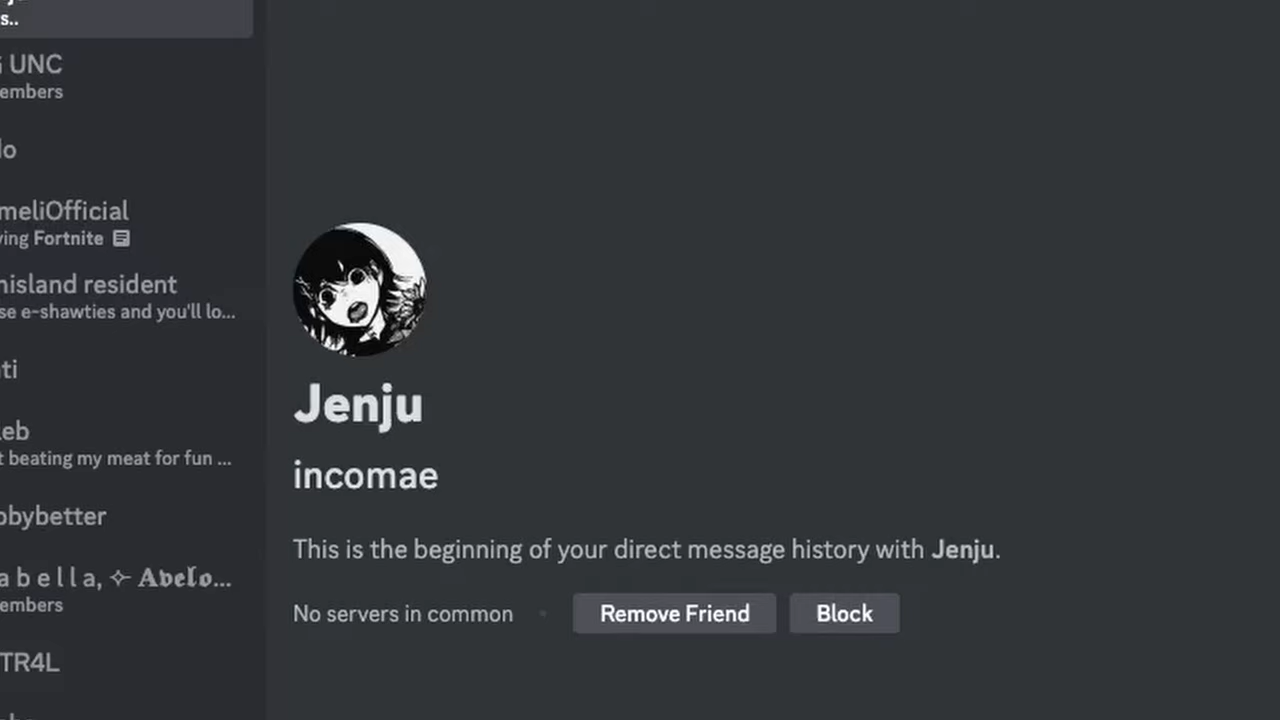 s..
UNC
embers
lo
meliOfficial
ying Fortnite
nisland resident
se e-shawties and you'll lo...
ti
eb
t beating my meat for fun ...
obybetter
a b e l l a, ✧ 𝕬𝖛𝖊𝖑𝖔...
embers
TR4L
Jenju
incomae
This is the beginning of your direct message history with Jenju.
No servers in common
Remove Friend
Block